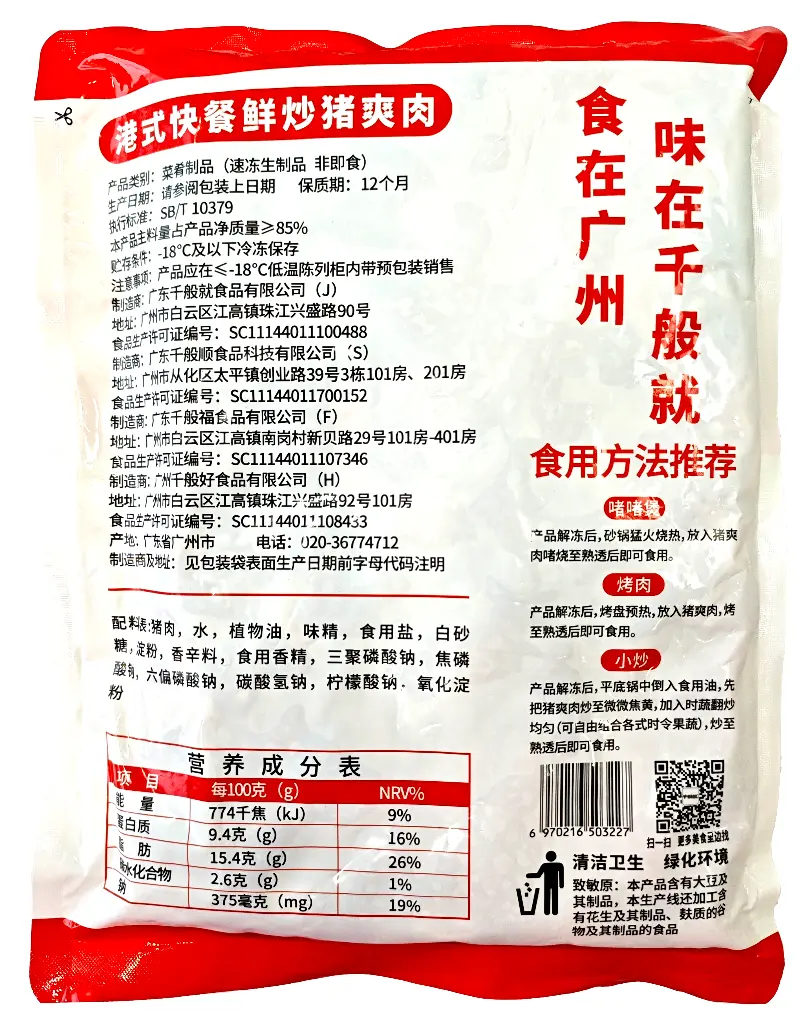 港式快餐鲜炒猪爽肉
产品类别：菜肴制品（速冻生制品 非即食）
生产日期：请参阅包装上日期 保质期：12个月
执行标准：SB/T 10379
本产品主料量占产品净质量≥85%
贮存条件：-18°C及以下冷冻保存
注意事项：产品应在≤-18°C低温陈列柜内带预包装销售
制造商：广东千般就食品有限公司（J）
地址：广州市白云区江高镇珠江兴盛路90号
食品生产许可证编号：SC11144011100488
制造商：广东千般顺食品科技有限公司（S）
地址：广州市从化区太平镇创业路39号3栋101房、201房
食品生产许可证编号：SC11144011700152
制造商：广东千般福食品有限公司（F）
地址：广州市白云区江高镇南岗村新贝路29号101房-401房
食品生产许可证编号：SC11144011107346
制造商：广州千般好食品有限公司（H）
地址：广州市白云区江高镇珠江兴盛路92号101房
食品生产许可证编号：SC11144011108433
产地：广东省广州市 电话：020-36774712
制造商及地址：见包装袋表面生产日期前字母代码注明
配料表：猪肉，水，植物油，味精，食用盐，白砂
糖，淀粉，香辛料，食用香精，三聚磷酸钠，焦磷
酸钠，六偏磷酸钠，碳酸氢钠，柠檬酸钠．氧化淀
粉
营养成分表
项目 每100克（g） NRV%
能量 774千焦（kJ） 9%
蛋白质 9.4克（g） 16%
脂肪 15.4克（g） 26%
碳水化合物 2.6克（g） 1%
钠 375毫克（mg） 19%
食在广州
味在千般就
食用方法推荐
啫啫煲
产品解冻后，砂锅猛火烧热，放入猪爽
肉啫烧至熟透后即可食用。
烤肉
产品解冻后，烤盘预热，放入猪爽肉，烤
至熟透后即可食用。
小炒
产品解冻后，平底锅中倒入食用油，先
把猪爽肉炒至微微焦黄，加入时蔬翻炒
均匀（可自由组合各式时令果蔬），炒至
熟透后即可食用。
6 970216 503227
扫一扫 更多美食至边找
清洁卫生 绿化环境
致敏原：本产品含有大豆及
其制品，本生产线还加工含
有花生及其制品、麸质的谷
物及其制品的食品